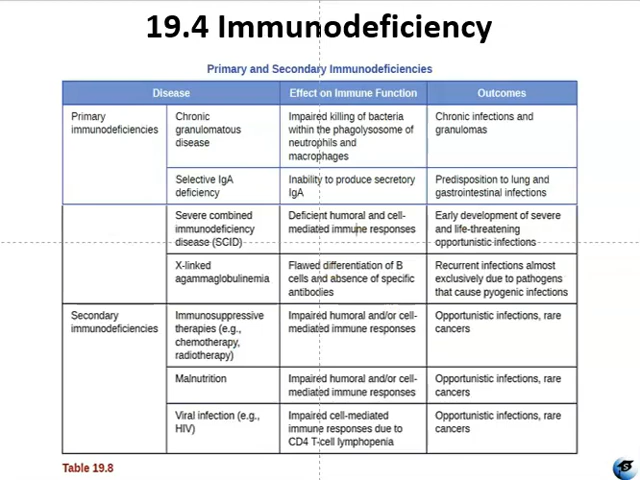 19.4 Immunodeficiency
Primary and Secondary Immunodeficiencies
Disease
Effect on Immune Function
Outcomes
Primary
immunodeficiencies
Chronic
granulomatous
disease
Impaired killing of bacteria
within the phagolysosome of
neutrophils and
macrophages
Chronic infections and
granulomas
Selective IgA
deficiency
Inability to produce secretory
IgA
Predisposition to lung and
gastrointestinal infections
Severe combined
immunodeficiency
disease (SCID)
Deficient humoral and cell-
mediated immune responses
Early development of severe
and life-threatening
opportunistic infections
X-linked
agammaglobulinemia
Flawed differentiation of B
cells and absence of specific
antibodies
Recurrent infections almost
exclusively due to pathogens
that cause pyogenic infections
Secondary
immunodeficiencies
Immunosuppressive
therapies (e.g.,
chemotherapy,
radiotherapy)
Impaired humoral and/or cell-
mediated immune responses
Opportunistic infections, rare
cancers
Malnutrition
Impaired humoral and/or cell-
mediated immune responses
Opportunistic infections, rare
cancers
Viral infection (e.g.,
HIV)
Impaired cell-mediated
immune responses due to
CD4 T-cell lymphopenia
Opportunistic infections, rare
cancers
Table 19.8
S